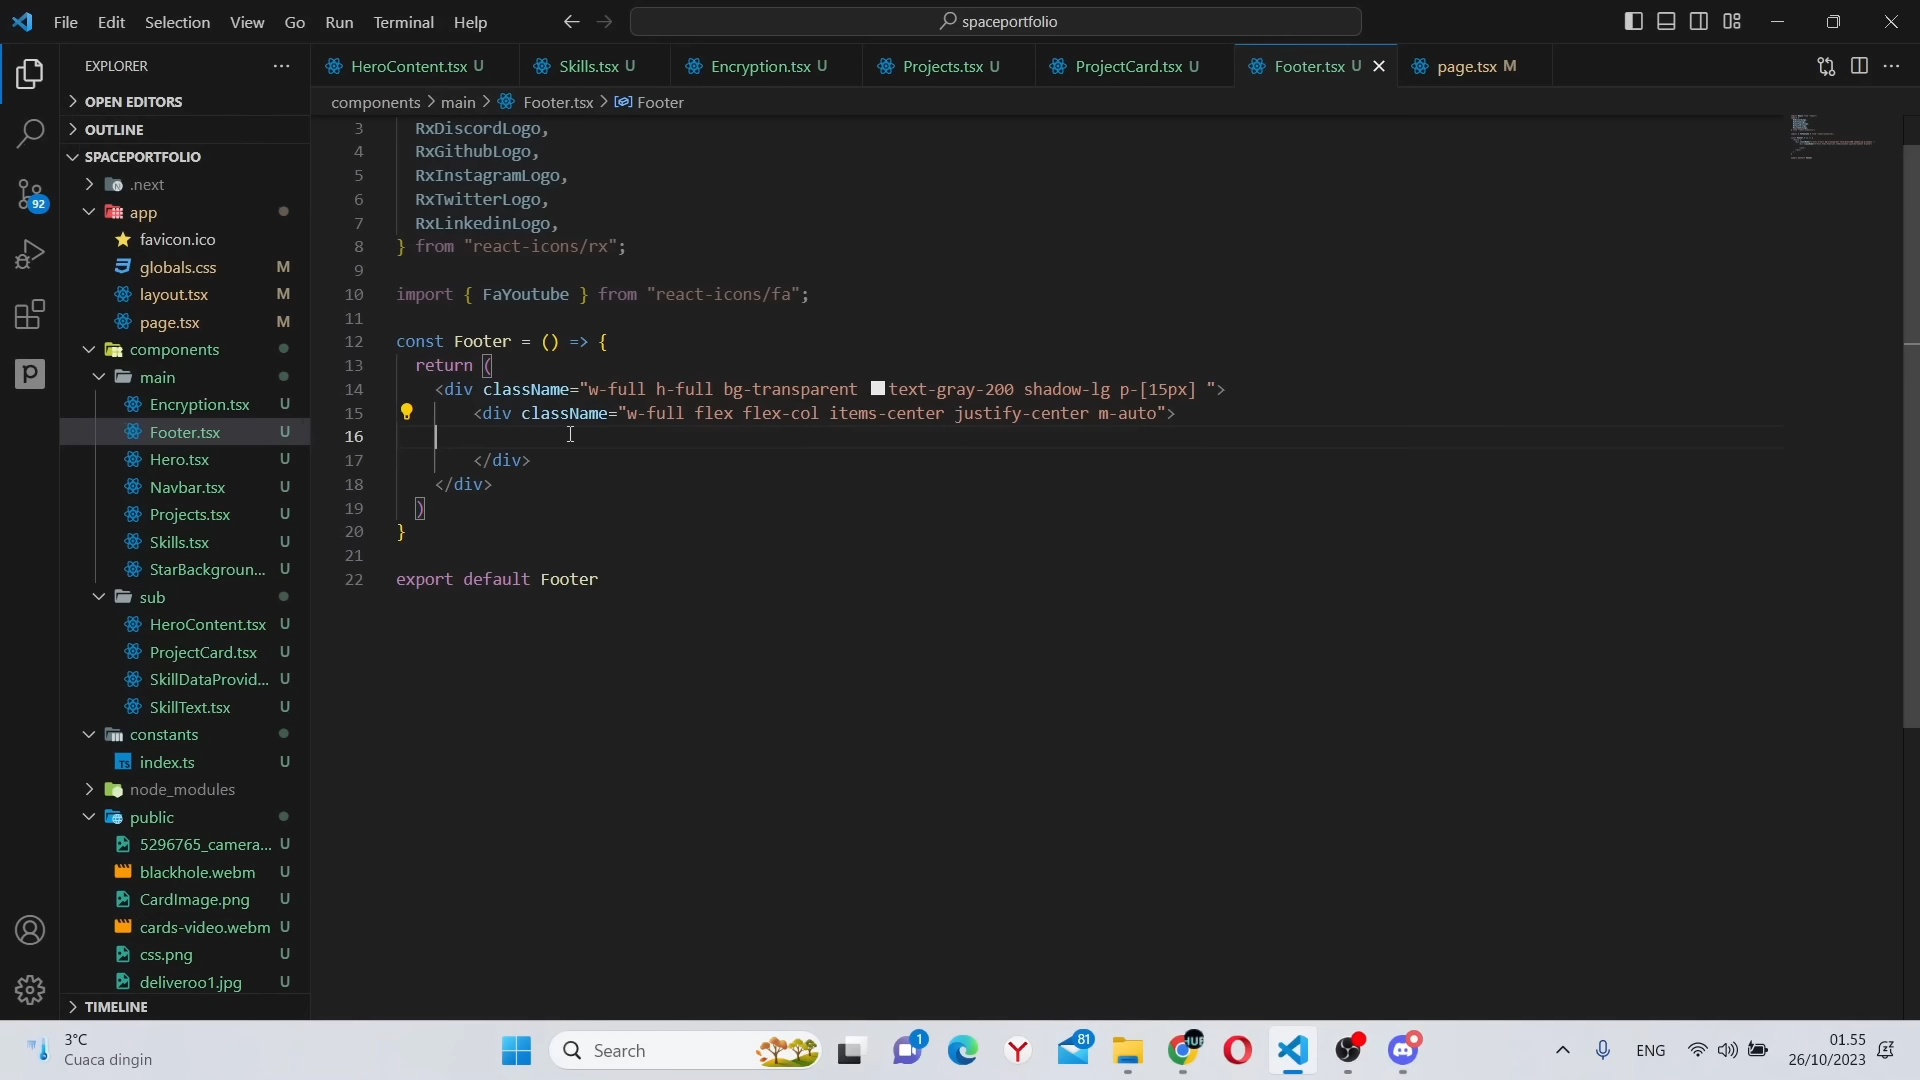 File Edit Selection View Go Run Terminal Help
spaceportfolio
EXPLORER
HeroContent.tsx U
Skills.tsx U
Encryption.tsx U
Projects.tsx U
ProjectCard.tsx U
Footer.tsx U
page.tsx M
components > main > Footer.tsx > Footer
OPEN EDITORS
OUTLINE
SPACEPORTFOLIO
.next
app
favicon.ico
globals.css M
layout.tsx M
page.tsx M
components
main
Encryption.tsx U
Footer.tsx U
Hero.tsx U
Navbar.tsx U
Projects.tsx U
Skills.tsx U
StarBackgroun... U
sub
HeroContent.tsx U
ProjectCard.tsx U
SkillDataProvid... U
SkillText.tsx U
constants
TS index.ts U
node_modules
public
5296765_camera... U
blackhole.webm U
CardImage.png U
cards-video.webm U
css.png U
deliveroo1.jpg U
TIMELINE
92
3 RxDiscordLogo,
4 RxGithubLogo,
5 RxInstagramLogo,
6 RxTwitterLogo,
7 RxLinkedinLogo,
8 } from "react-icons/rx";
9
10 import { FaYoutube } from "react-icons/fa";
11
12 const Footer = () => {
13 return (
14 <div className="w-full h-full bg-transparent text-gray-200 shadow-lg p-[15px] ">
15 <div className="w-full flex flex-col items-center justify-center m-auto">
16
17 </div>
18 </div>
19 )
20 }
21
22 export default Footer
3°C
Cuaca dingin
Search
1
81
HUB
ENG
01.55
26/10/2023